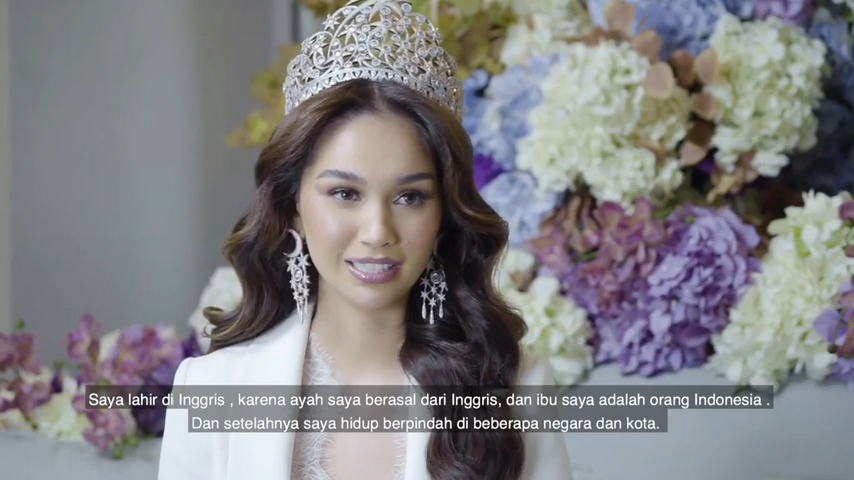 Saya lahir di Inggris , karena ayah saya berasal dari Inggris, dan ibu saya adalah orang Indonesia .
Dan setelahnya saya hidup berpindah di beberapa negara dan kota.